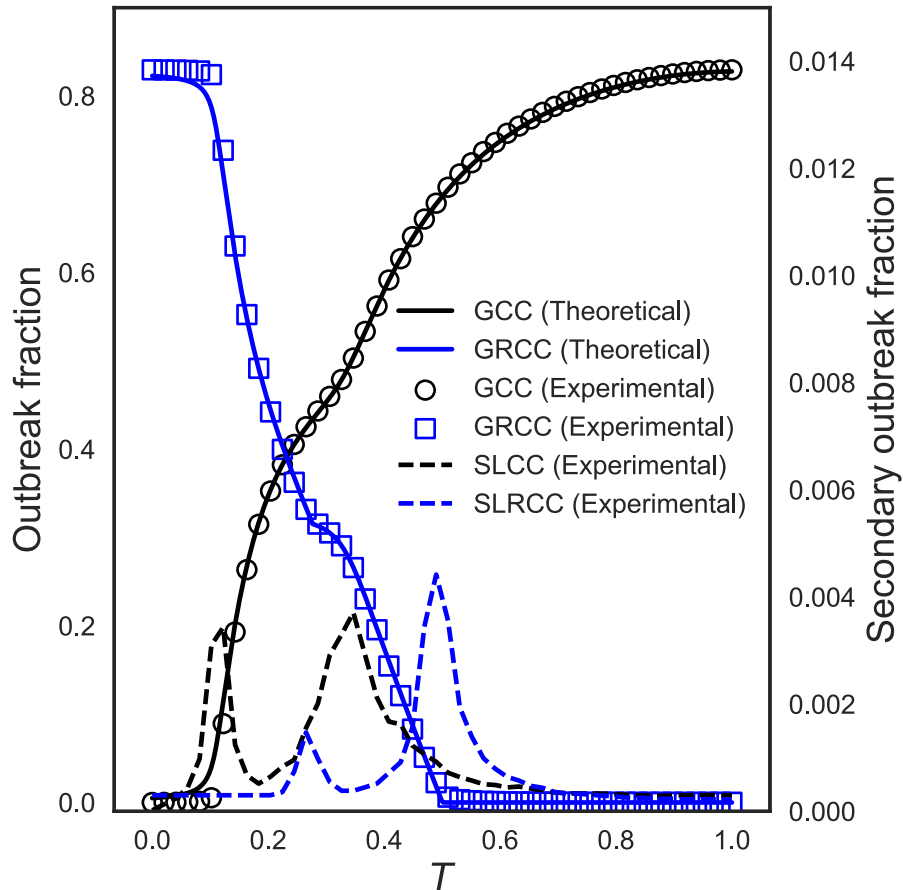 Outbreak fraction
0.8
0.6
0.4
0.2
0.0
GCC (Theoretical)
GRCC (Theoretical)
GCC (Experimental)
GRCC (Experimental)
SLCC (Experimental)
SLRCC (Experimental)
0.014
0.012
0.010
0.008
0.006
0.004
0.002
0.000
Secondary outbreak fraction
0.0 0.2 0.4 0.6 0.8 1.0
T